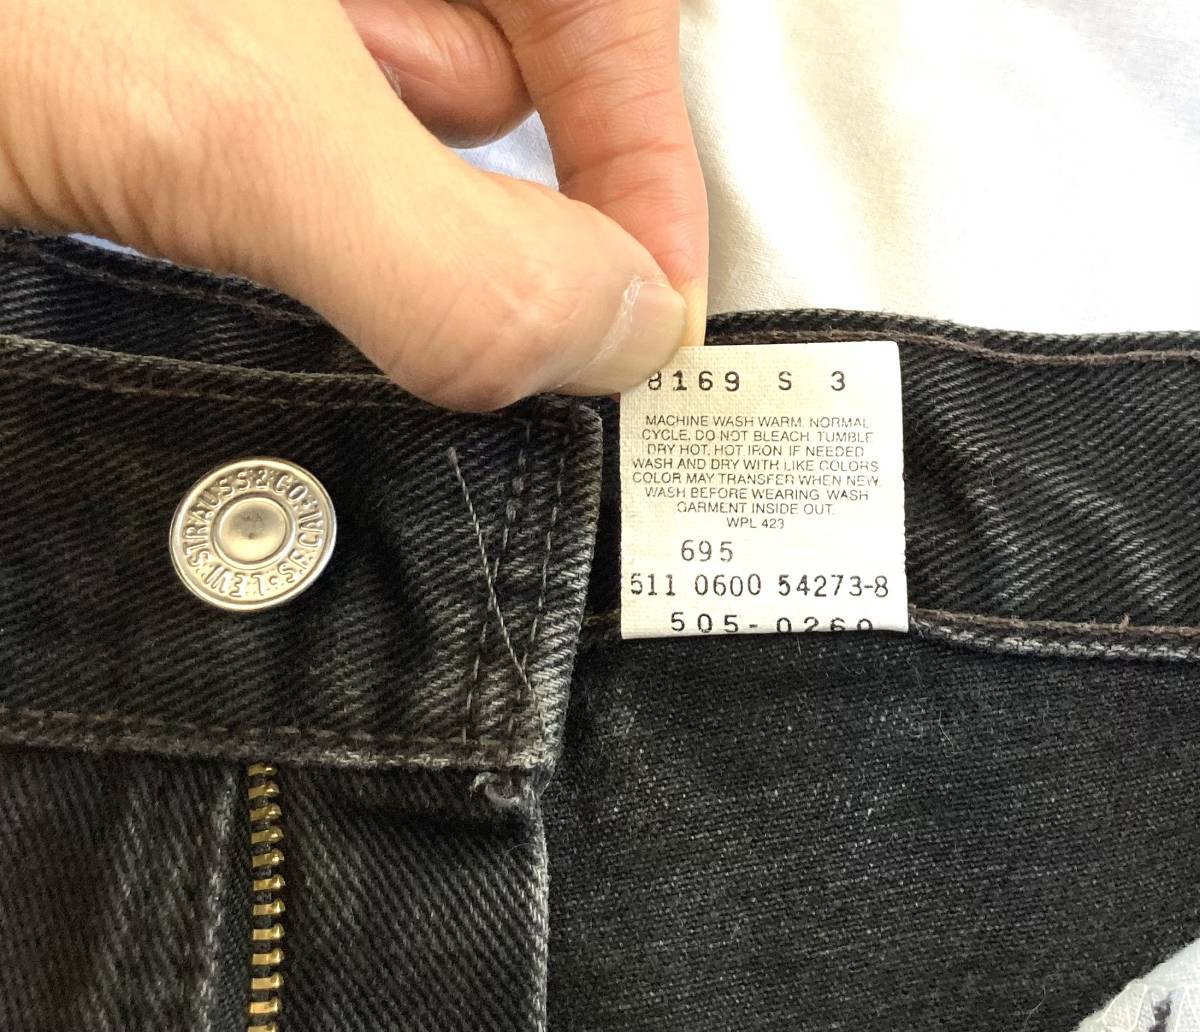 8169 S 3
MACHINE WASH WARM. NORMAL
CYCLE. DO NOT BLEACH. TUMBLE
DRY HOT. HOT IRON IF NEEDED
WASH AND DRY WITH LIKE COLORS
COLOR MAY TRANSFER WHEN NEW.
WASH BEFORE WEARING. WASH
GARMENT INSIDE OUT.
WPL 423
695
511 0600 54273-8
505-0260
LEVI STRAUSS & CO